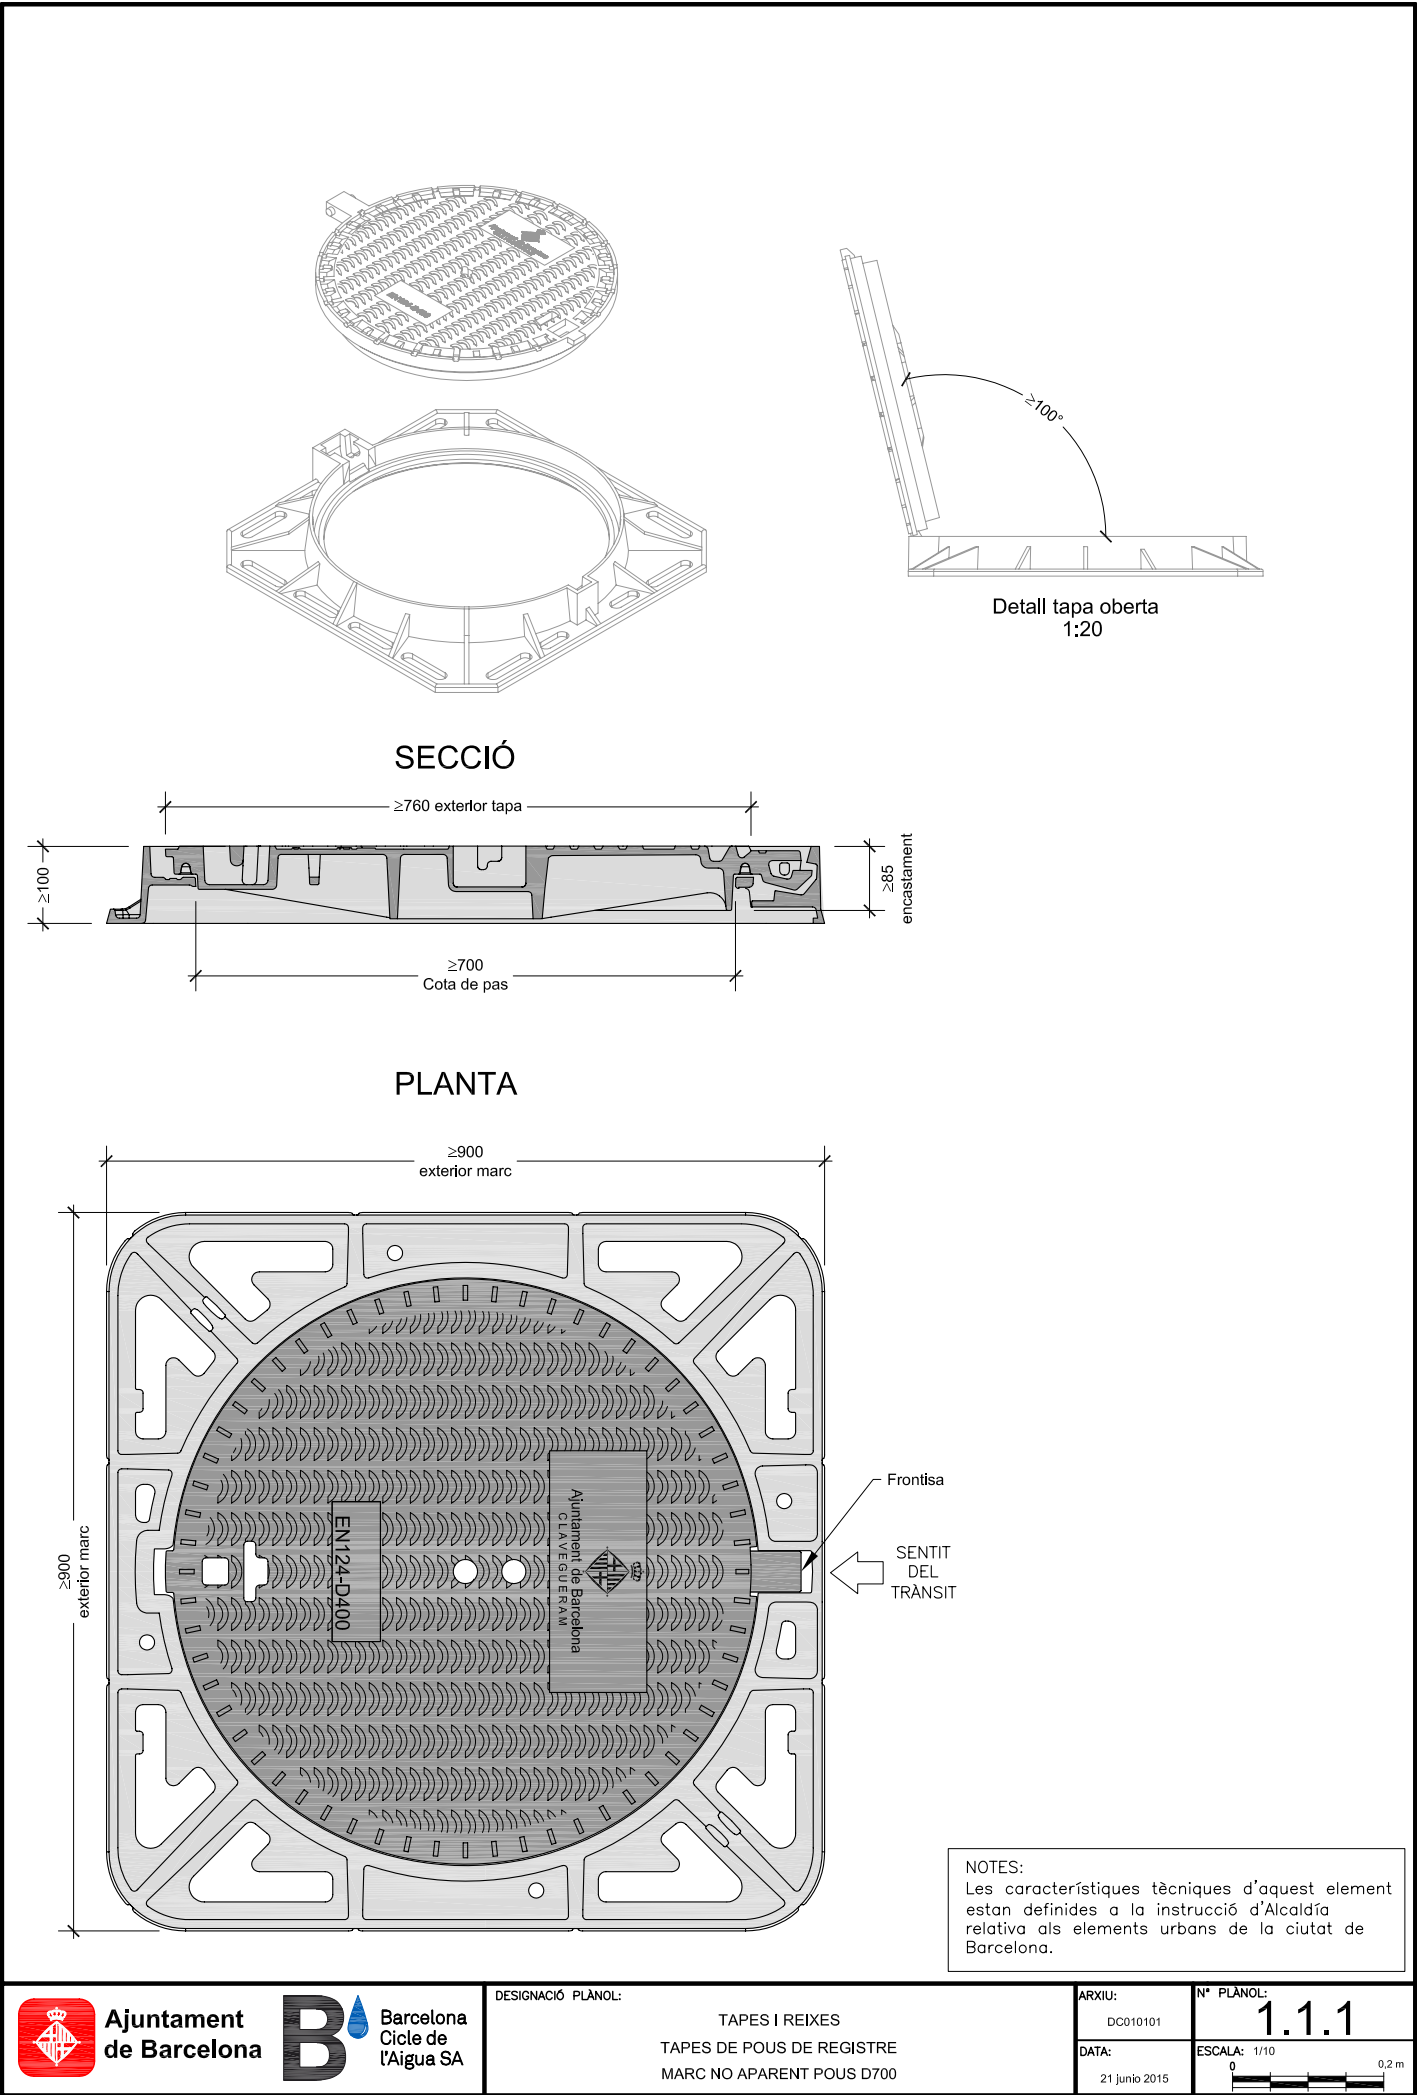 ≥100°
Detall tapa oberta
1:20
SECCIÓ
≥760 exterior tapa
≥100
≥85
encastament
≥700
Cota de pas
PLANTA
≥900
exterior marc
≥900
exterior marc
Frontisa
SENTIT
DEL
TRÀNSIT
EN124-D400
Ajuntament de Barcelona
CLAVEGUERAM
NOTES:
Les característiques tècniques d'aquest element
estan definides a la instrucció d'Alcaldía
relativa als elements urbans de la ciutat de
Barcelona.
Ajuntament
de Barcelona
B
Barcelona
Cicle de
l'Aigua SA
DESIGNACIÓ PLÀNOL:
TAPES I REIXES
TAPES DE POUS DE REGISTRE
MARC NO APARENT POUS D700
ARXIU:
DC010101
DATA:
21 junio 2015
Nº PLÀNOL:
1.1.1
ESCALA: 1/10
0 0,2 m